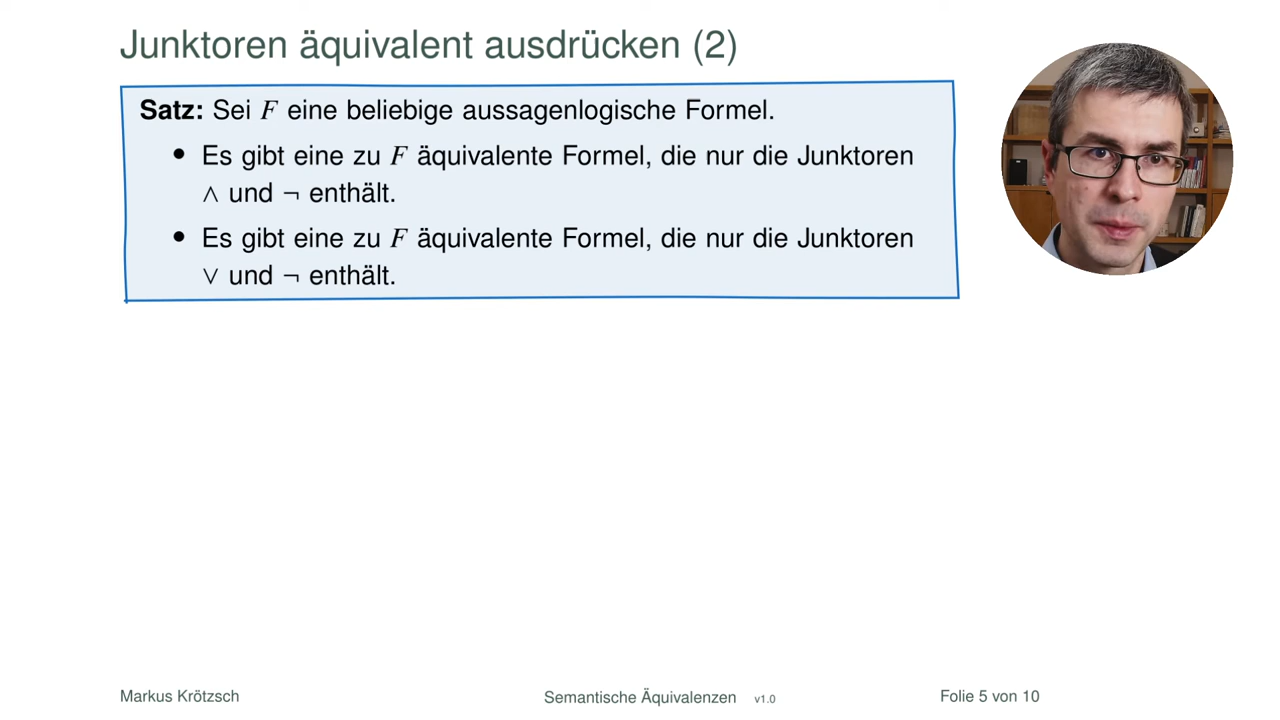 Junktoren äquivalent ausdrücken (2)
Satz: Sei F eine beliebige aussagenlogische Formel.
• Es gibt eine zu F äquivalente Formel, die nur die Junktoren
∧ und ¬ enthält.
• Es gibt eine zu F äquivalente Formel, die nur die Junktoren
∨ und ¬ enthält.
Markus Krötzsch Semantische Äquivalenzen v1.0 Folie 5 von 10